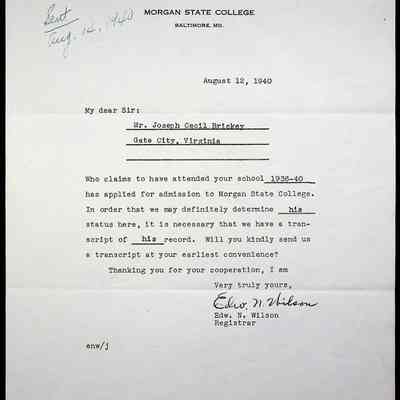 MORGAN STATE COLLEGE
BALTIMORE, MD.
Sent
Aug. 14, 1940
August 12, 1940
My dear Sir:
Mr. Joseph Cecil Brickey
Gate City, Virginia
Who claims to have attended your school 1936-40
has applied for admission to Morgan State College.
In order that we may definitely determine his
status here, it is necessary that we have a tran-
script of his record. Will you kindly send us
a transcript at your earliest convenience?
Thanking you for your cooperation, I am
Very truly yours,
Edw. N. Wilson
Edw. N. Wilson
Registrar
enw/j